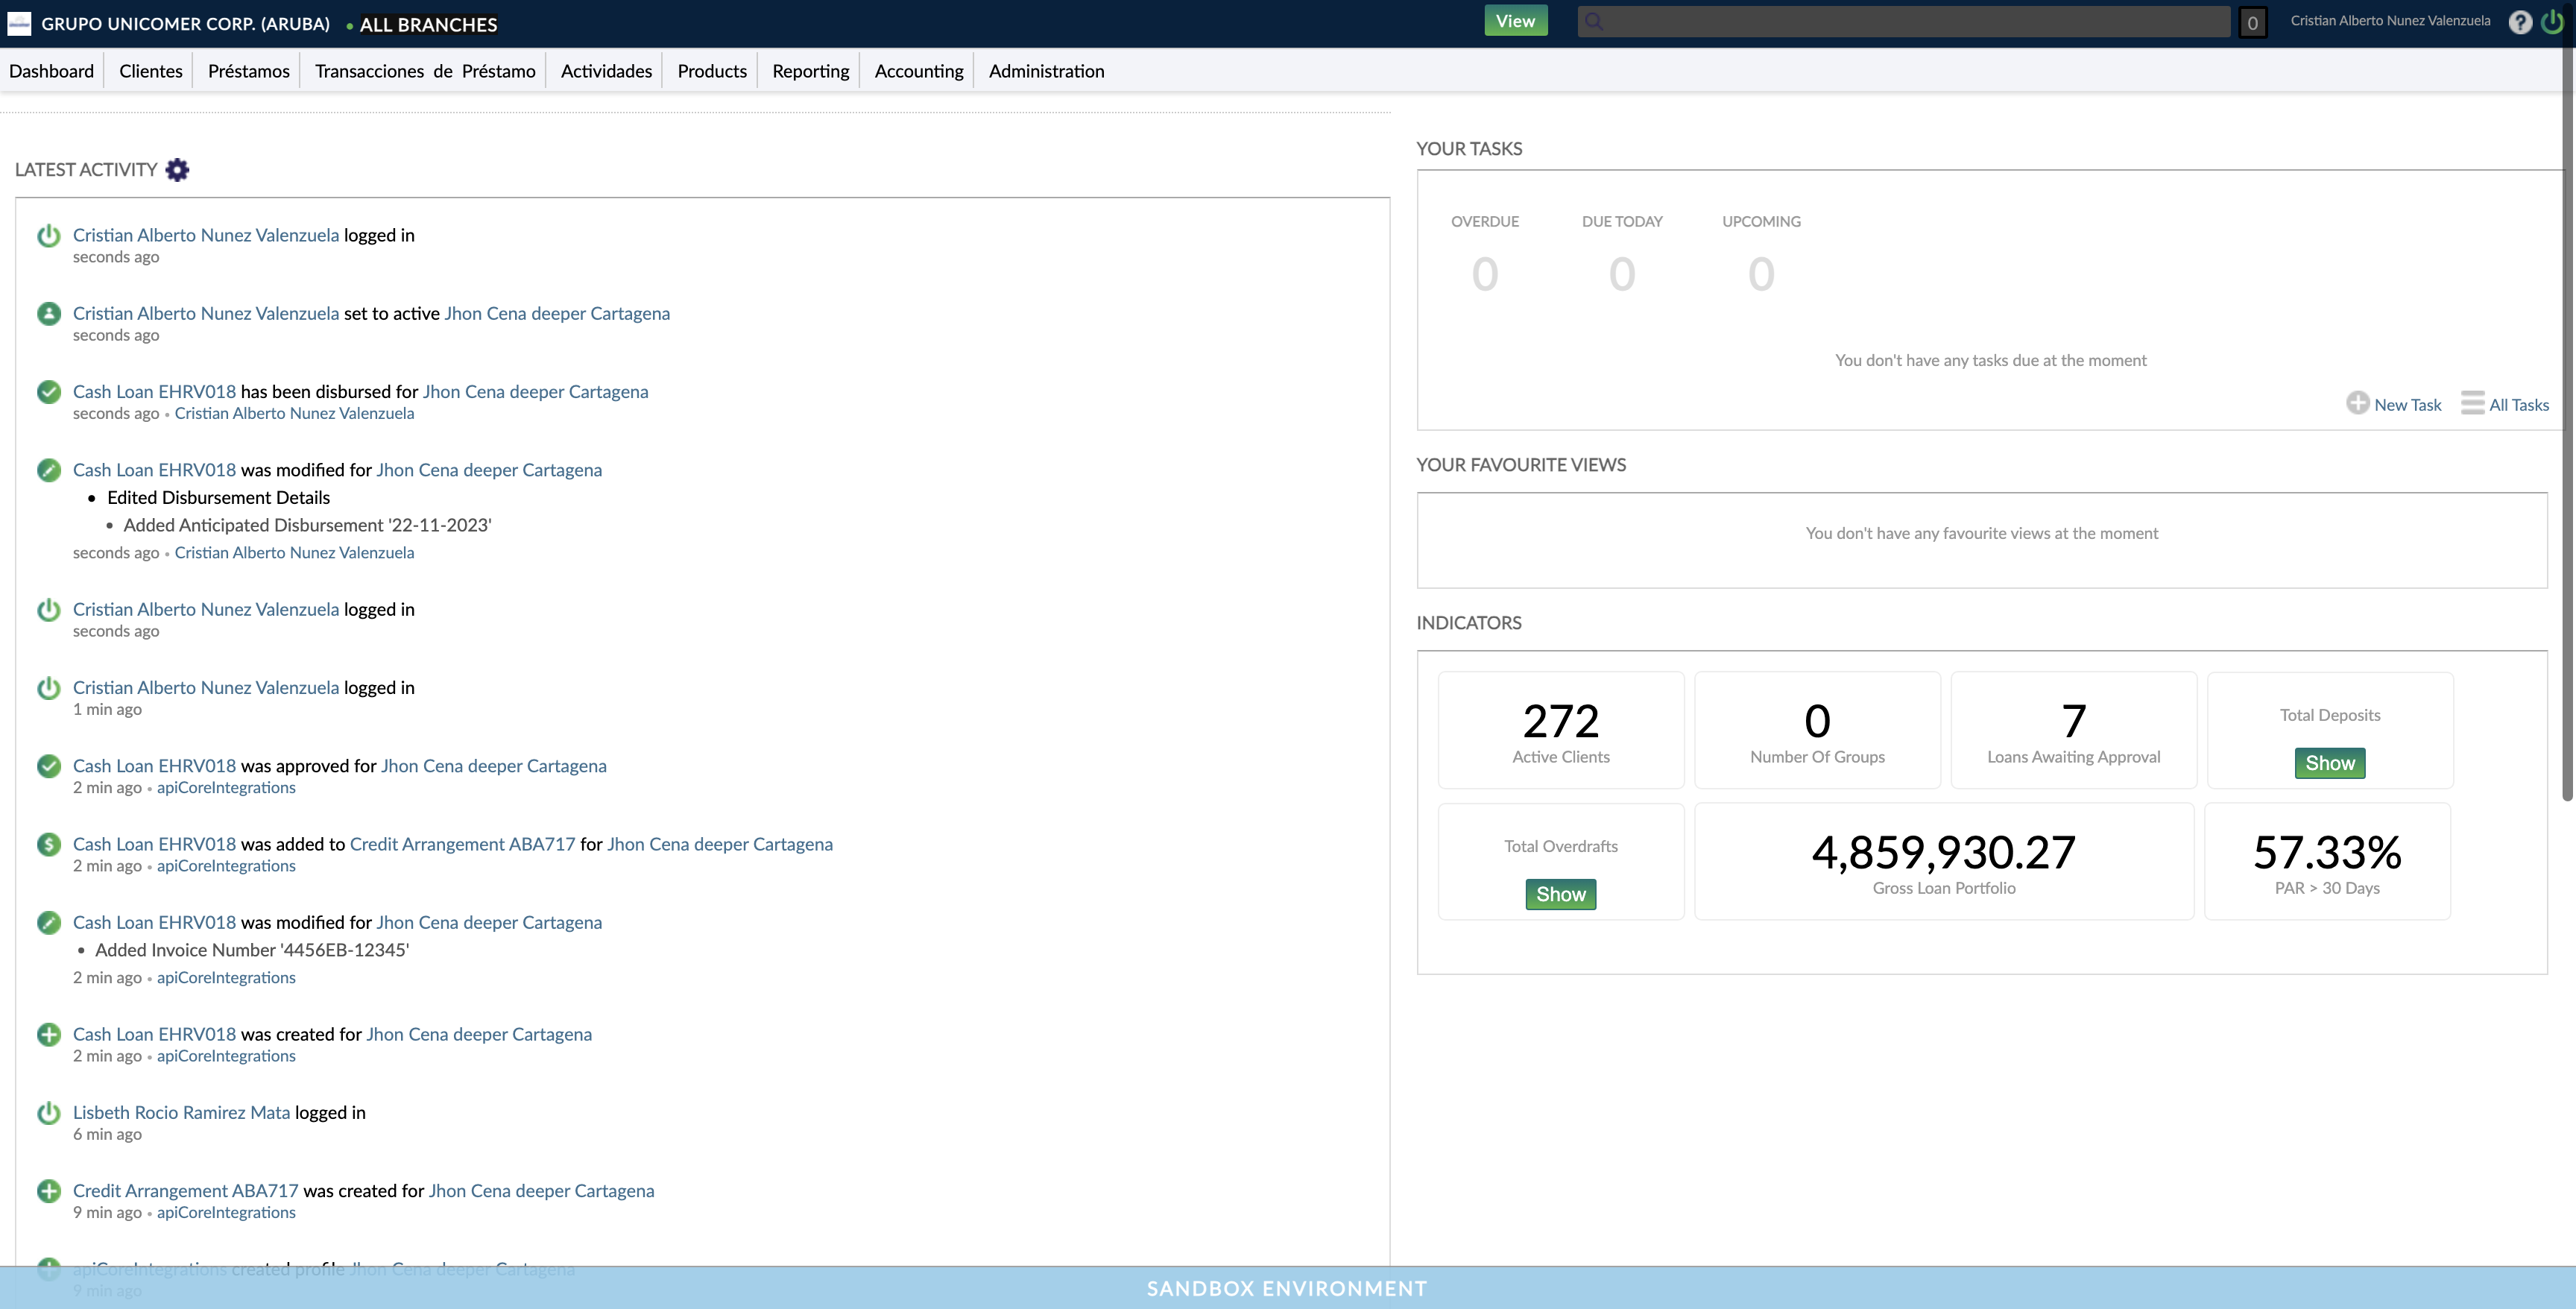 GRUPO UNICOMER CORP. (ARUBA) • ALL BRANCHES
View
0
Cristian Alberto Nunez Valenzuela
?
Dashboard Clientes Préstamos Transacciones de Préstamo Actividades Products Reporting Accounting Administration
LATEST ACTIVITY
Cristian Alberto Nunez Valenzuela logged in
seconds ago
Cristian Alberto Nunez Valenzuela set to active Jhon Cena deeper Cartagena
seconds ago
Cash Loan EHRV018 has been disbursed for Jhon Cena deeper Cartagena
seconds ago • Cristian Alberto Nunez Valenzuela
Cash Loan EHRV018 was modified for Jhon Cena deeper Cartagena
• Edited Disbursement Details
• Added Anticipated Disbursement '22-11-2023'
seconds ago • Cristian Alberto Nunez Valenzuela
Cristian Alberto Nunez Valenzuela logged in
seconds ago
Cristian Alberto Nunez Valenzuela logged in
1 min ago
Cash Loan EHRV018 was approved for Jhon Cena deeper Cartagena
2 min ago • apiCoreIntegrations
Cash Loan EHRV018 was added to Credit Arrangement ABA717 for Jhon Cena deeper Cartagena
2 min ago • apiCoreIntegrations
Cash Loan EHRV018 was modified for Jhon Cena deeper Cartagena
• Added Invoice Number '4456EB-12345'
2 min ago • apiCoreIntegrations
Cash Loan EHRV018 was created for Jhon Cena deeper Cartagena
2 min ago • apiCoreIntegrations
Lisbeth Rocio Ramirez Mata logged in
6 min ago
Credit Arrangement ABA717 was created for Jhon Cena deeper Cartagena
9 min ago • apiCoreIntegrations
apiCoreIntegrations created profile Jhon Cena deeper Cartagena
9 min ago
YOUR TASKS
OVERDUE DUE TODAY UPCOMING
0 0 0
You don't have any tasks due at the moment
New Task All Tasks
YOUR FAVOURITE VIEWS
You don't have any favourite views at the moment
INDICATORS
272
Active Clients
0
Number Of Groups
7
Loans Awaiting Approval
Total Deposits
Show
Total Overdrafts
Show
4,859,930.27
Gross Loan Portfolio
57.33%
PAR > 30 Days
SANDBOX ENVIRONMENT